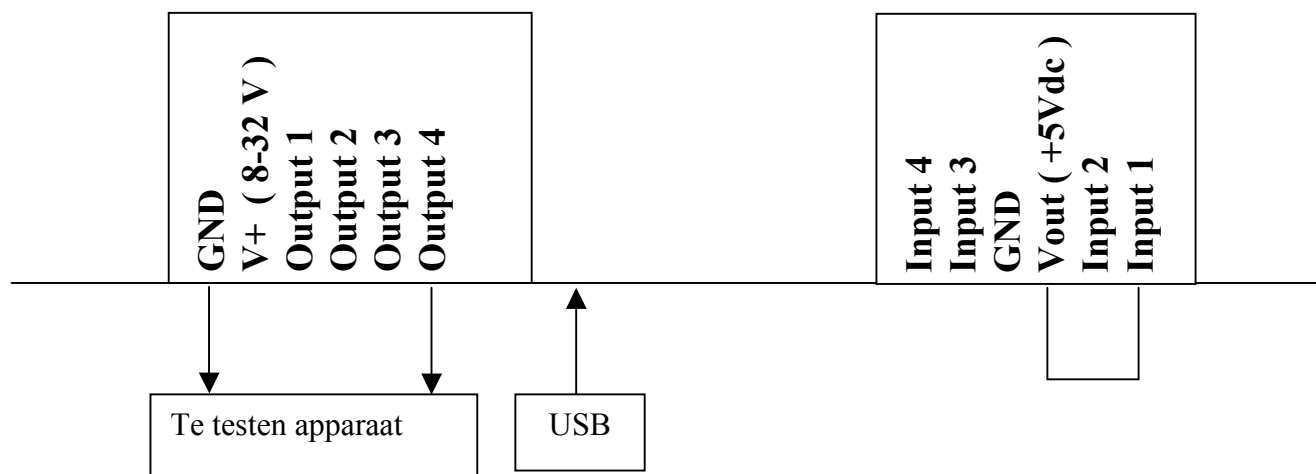 GND
V+ ( 8-32 V )
Output 1
Output 2
Output 3
Output 4
Input 4
Input 3
GND
Vout ( +5Vdc )
Input 2
Input 1
Te testen apparaat
USB